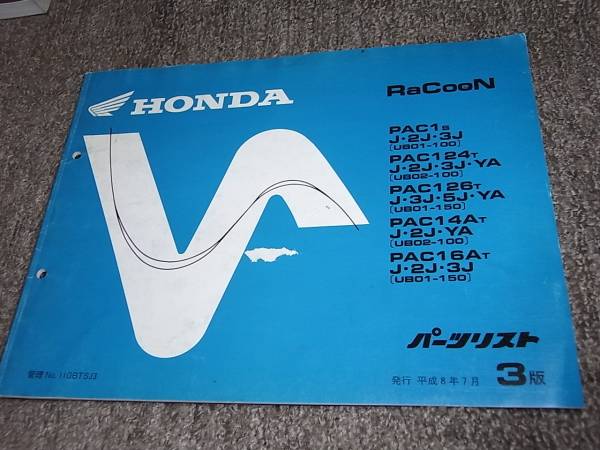 HONDA
RaCooN
PAC1S
J・2J・3J
[UB01-100]
PAC124T
J・2J・3J・YA
[UB02-100]
PAC126T
J・3J・5J・YA
[UB01-150]
PAC14AT
J・2J・YA
[UB02-100]
PAC16AT
J・2J・3J
[UB01-150]
パーツリスト
管理No.11GBTSJ3
発行 平成8年7月 3版